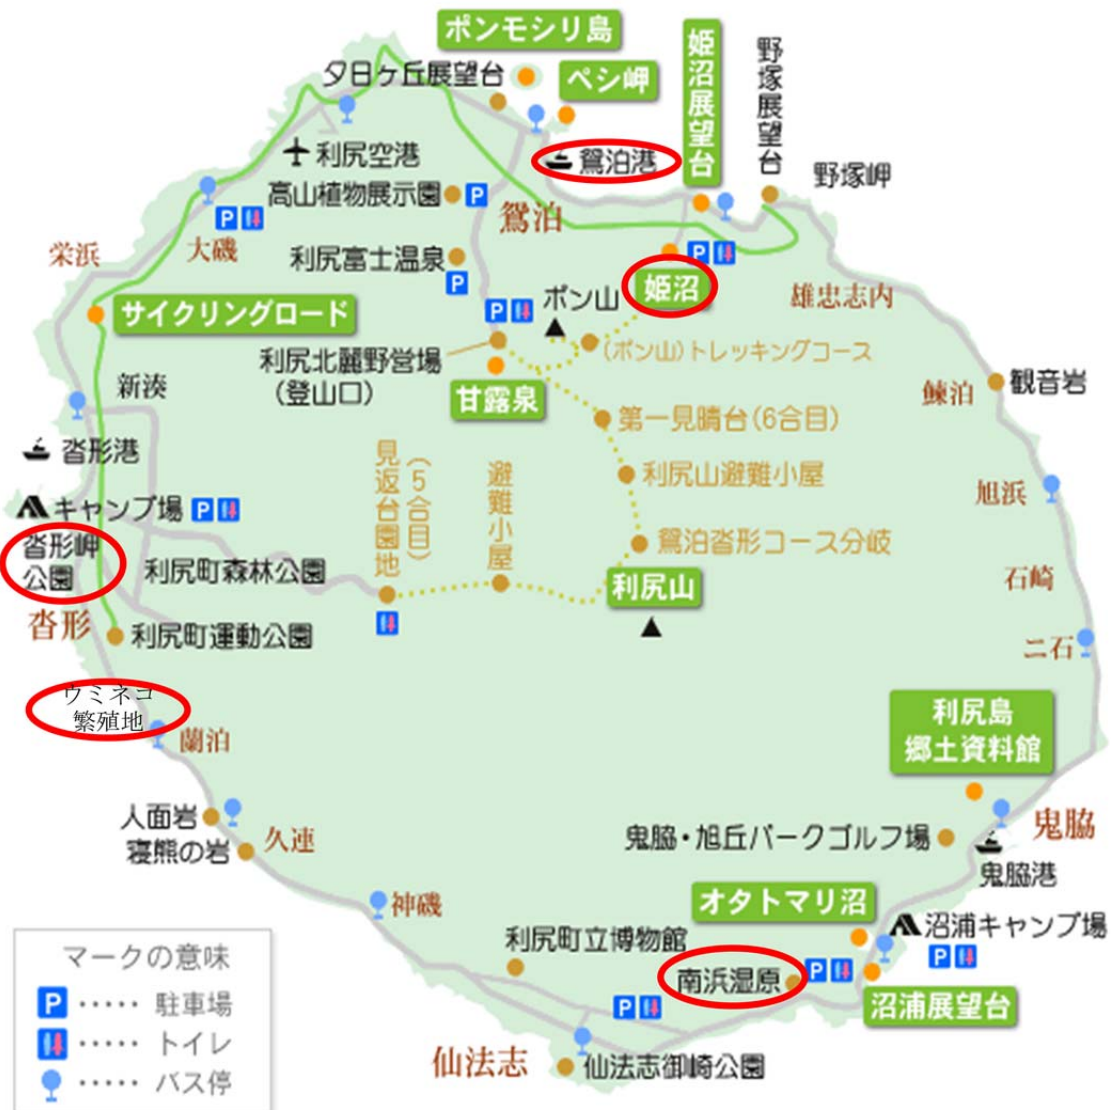 ポンモシリ島
夕日ヶ丘展望台
ペシ岬
姫沼展望台
野塚展望台
利尻空港
鴛泊港
野塚岬
高山植物展示園
P
鴛泊
P
栄浜
大磯
利尻富士温泉
P
P
姫沼
ポン山
雄忠志内
サイクリングロード
P
(ポン山)トレッキングコース
利尻北麓野営場
(登山口)
新湊
甘露泉
鰊泊
観音岩
第一見晴台(6合目)
沓形港
見返台園地
(5合目)
避難小屋
利尻山避難小屋
旭浜
キャンプ場
P
沓形岬
公園
鴛泊沓形コース分岐
利尻町森林公園
利尻山
石崎
沓形
利尻町運動公園
二石
ウミネコ
繁殖地
蘭泊
利尻島
郷土資料館
人面岩
寝熊の岩
久連
鬼脇・旭丘パークゴルフ場
鬼脇
鬼脇港
神磯
オタトマリ沼
沼浦キャンプ場
P
利尻町立博物館
南浜湿原
P
P
沼浦展望台
仙法志
仙法志御崎公園
マークの意味
P ‥‥‥ 駐車場
‥‥‥ トイレ
‥‥‥ バス停